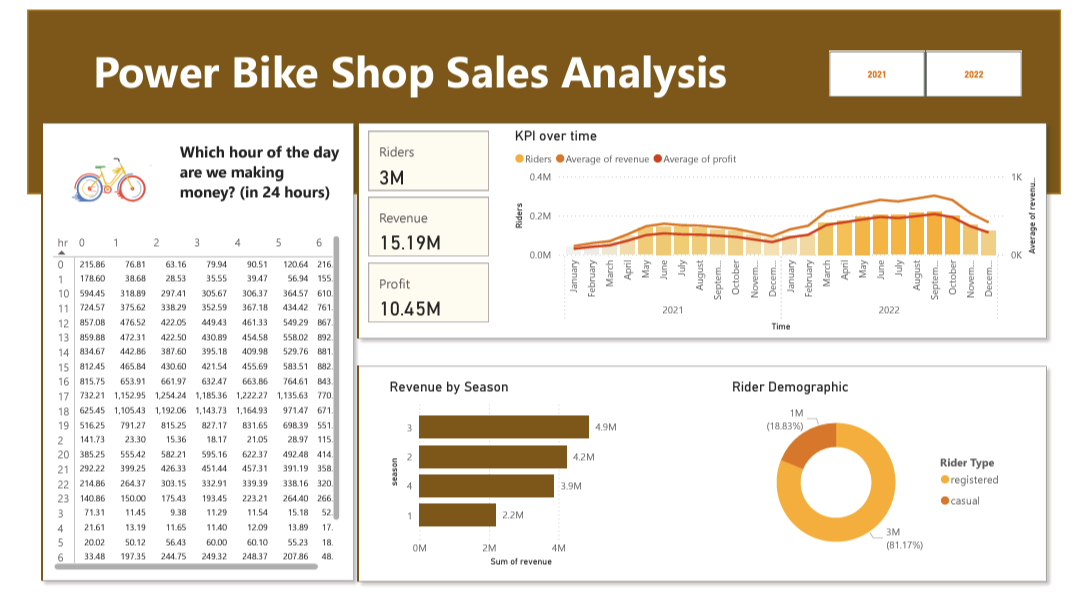 Power Bike Shop Sales Analysis
2021
2022
Which hour of the day
are we making
money? (in 24 hours)
hr 0 1 2 3 4 5 6
0 215.86 76.81 63.16 79.94 90.51 120.64 216.
1 178.60 38.68 28.53 35.55 39.47 56.94 155.
10 594.45 318.89 297.41 305.67 306.37 364.57 610.
11 724.57 375.62 338.29 352.59 367.18 434.42 761.
12 857.08 476.52 422.05 449.43 461.33 549.29 867.
13 859.88 472.31 422.50 430.89 454.58 558.02 892.
14 834.67 442.86 387.60 395.18 409.98 529.76 881.
15 812.45 465.84 430.60 421.54 455.69 583.51 882.
16 815.75 653.91 661.97 632.47 663.86 764.61 843.
17 732.21 1,152.95 1,254.24 1,185.36 1,222.27 1,135.63 770.
18 625.45 1,105.43 1,192.06 1,143.73 1,164.93 971.47 671.
19 516.25 791.27 815.25 827.17 831.65 698.39 551.
2 141.73 23.30 15.36 18.17 21.05 28.97 115.
20 385.25 555.42 582.21 595.16 622.37 492.48 414.
21 292.22 399.25 426.33 451.44 457.31 391.19 358.
22 214.86 264.37 303.15 332.91 339.39 338.16 320.
23 140.86 150.00 175.43 193.45 223.21 264.40 266.
3 71.31 11.45 9.38 11.29 11.54 15.18 52.
4 21.61 13.19 11.65 11.40 12.09 13.89 17.
5 20.02 50.12 56.43 60.00 60.10 55.23 18.
6 33.48 197.35 244.75 249.32 248.37 207.86 48.
Riders
3M
Revenue
15.19M
Profit
10.45M
KPI over time
Riders Average of revenue Average of profit
0.4M
0.2M
0.0M
Riders
1K
0K
Average of revenu...
January February March April May June July August Septem... October Novem... Decem... January February March April May June July August Septem... October Novem... Decem...
2021 2022
Time
Revenue by Season
season
3 4.9M
2 4.2M
4 3.9M
1 2.2M
0M 2M 4M
Sum of revenue
Rider Demographic
1M
(18.83%)
3M
(81.17%)
Rider Type
registered
casual